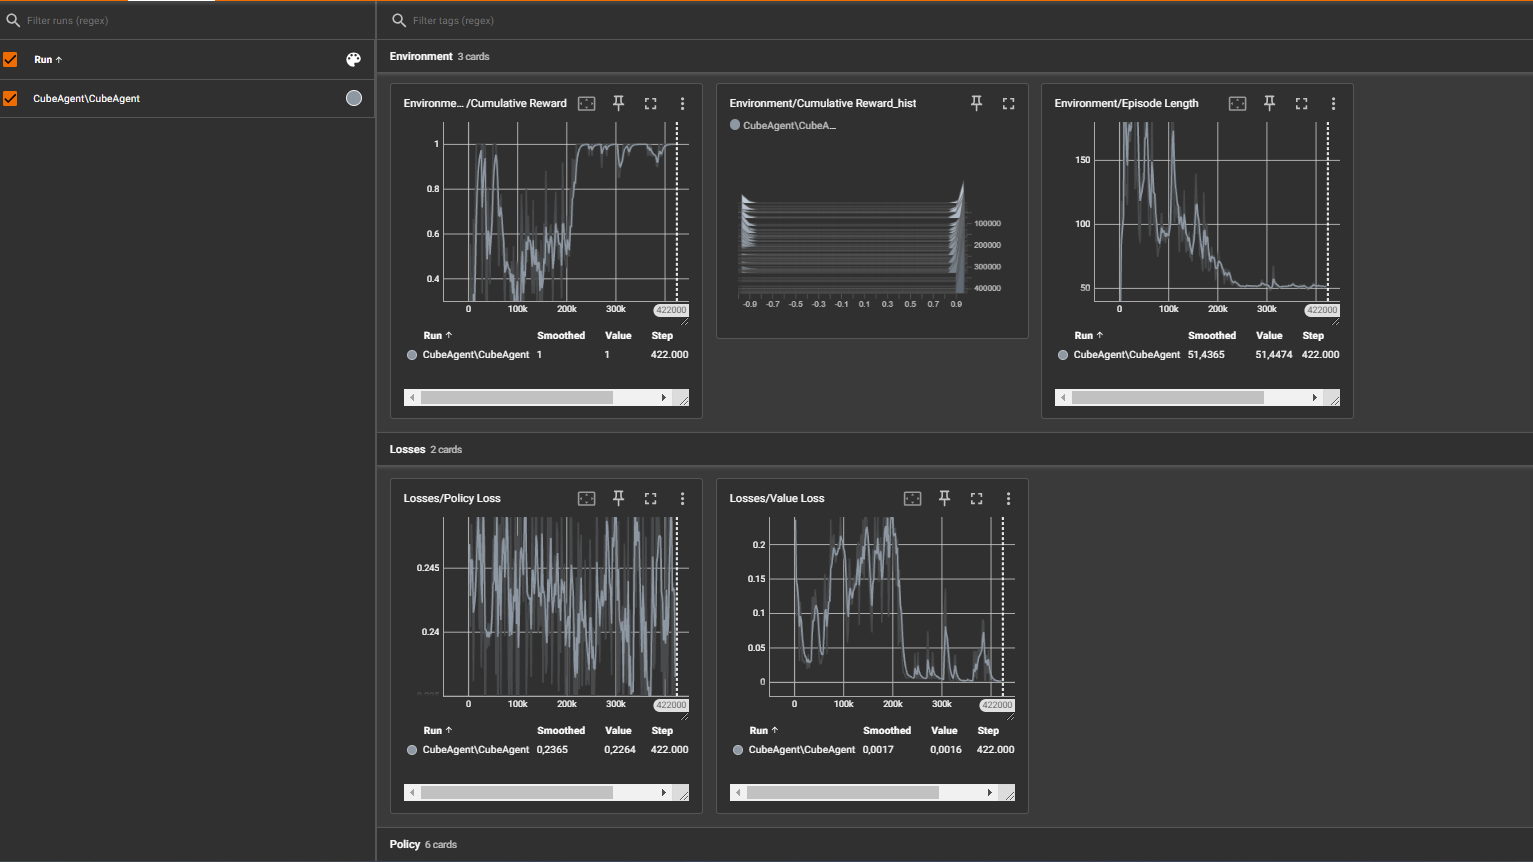 Filter runs (regex)
Filter tags (regex)
Run ↑
CubeAgent\CubeAgent
Environment 3 cards
Environme... /Cumulative Reward
1
0.8
0.6
0.4
0 100k 200k 300k 422000
Run ↑ Smoothed Value Step
CubeAgent\CubeAgent 1 1 422.000
Environment/Cumulative Reward_hist
CubeAgent\CubeA...
100000
200000
300000
400000
-0.9 -0.7 -0.5 -0.3 -0.1 0.1 0.3 0.5 0.7 0.9
Environment/Episode Length
150
100
50
0 100k 200k 300k 422000
Run ↑ Smoothed Value Step
CubeAgent\CubeAgent 51,4365 51,4474 422.000
Losses 2 cards
Losses/Policy Loss
0.245
0.24
0 100k 200k 300k 422000
Run ↑ Smoothed Value Step
CubeAgent\CubeAgent 0,2365 0,2264 422.000
Losses/Value Loss
0.2
0.15
0.1
0.05
0
0 100k 200k 300k 422000
Run ↑ Smoothed Value Step
CubeAgent\CubeAgent 0,0017 0,0016 422.000
Policy 6 cards